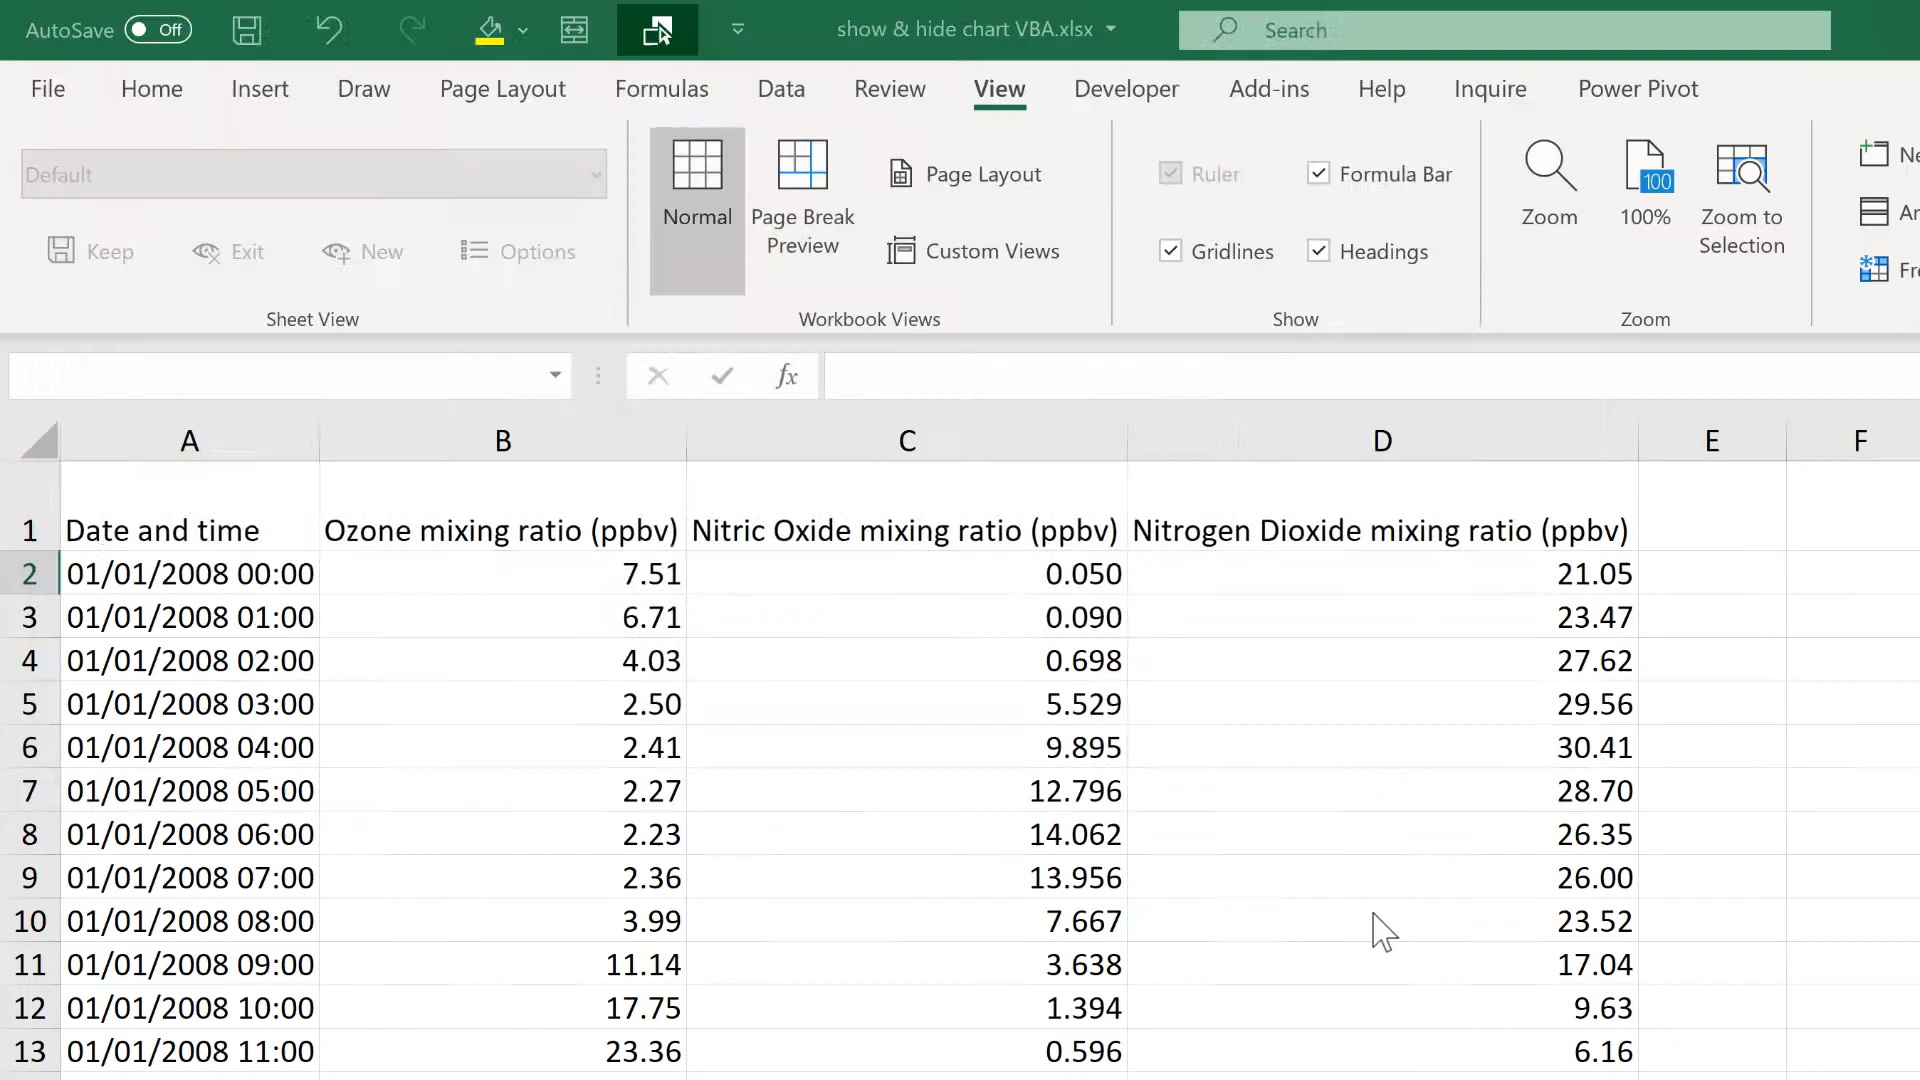 AutoSave Off show & hide chart VBA.xlsx Search
File Home Insert Draw Page Layout Formulas Data Review View Developer Add-ins Help Inquire Power Pivot
Default
Keep Exit New Options
Sheet View
Normal
Page Break Preview
Page Layout
Custom Views
Workbook Views
Ruler Formula Bar
Gridlines Headings
Show
Zoom
100
100%
Zoom to Selection
Zoom
fx
A B C D E F
1 Date and time Ozone mixing ratio (ppbv) Nitric Oxide mixing ratio (ppbv) Nitrogen Dioxide mixing ratio (ppbv)
2 01/01/2008 00:00 7.51 0.050 21.05
3 01/01/2008 01:00 6.71 0.090 23.47
4 01/01/2008 02:00 4.03 0.698 27.62
5 01/01/2008 03:00 2.50 5.529 29.56
6 01/01/2008 04:00 2.41 9.895 30.41
7 01/01/2008 05:00 2.27 12.796 28.70
8 01/01/2008 06:00 2.23 14.062 26.35
9 01/01/2008 07:00 2.36 13.956 26.00
10 01/01/2008 08:00 3.99 7.667 23.52
11 01/01/2008 09:00 11.14 3.638 17.04
12 01/01/2008 10:00 17.75 1.394 9.63
13 01/01/2008 11:00 23.36 0.596 6.16